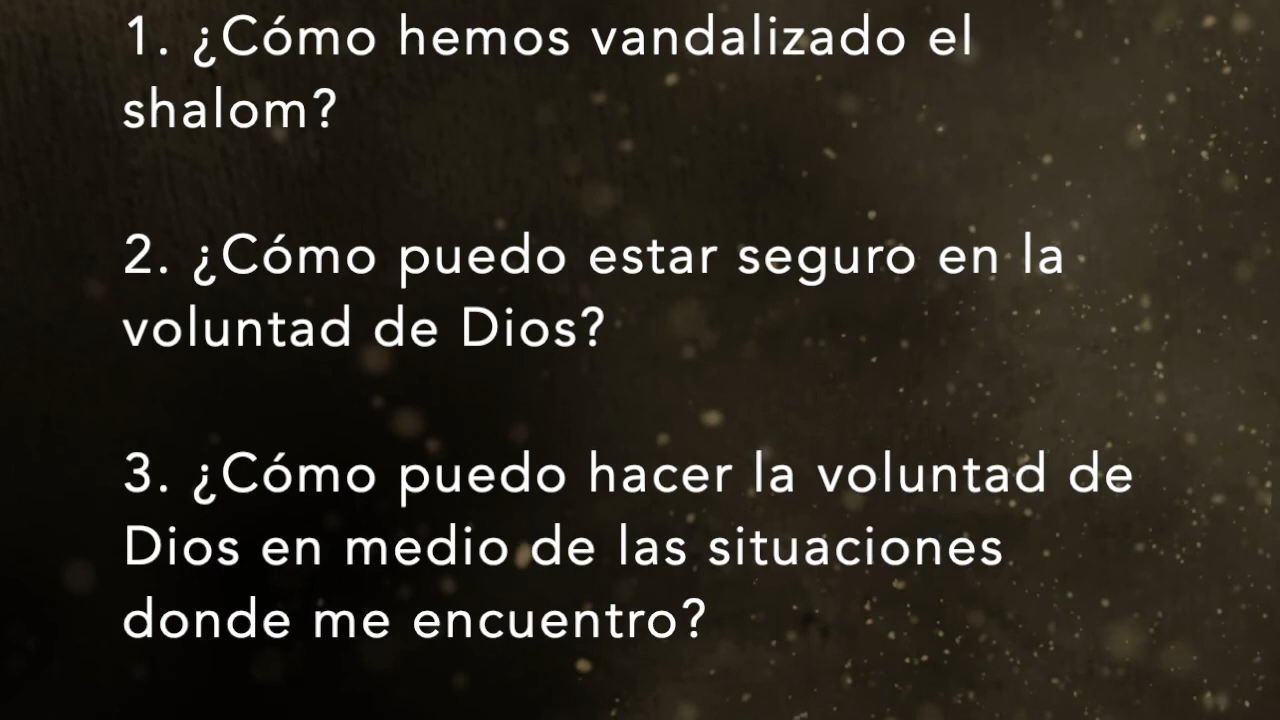 1. ¿Cómo hemos vandalizado el
shalom?
2. ¿Cómo puedo estar seguro en la
voluntad de Dios?
3. ¿Cómo puedo hacer la voluntad de
Dios en medio de las situaciones
donde me encuentro?